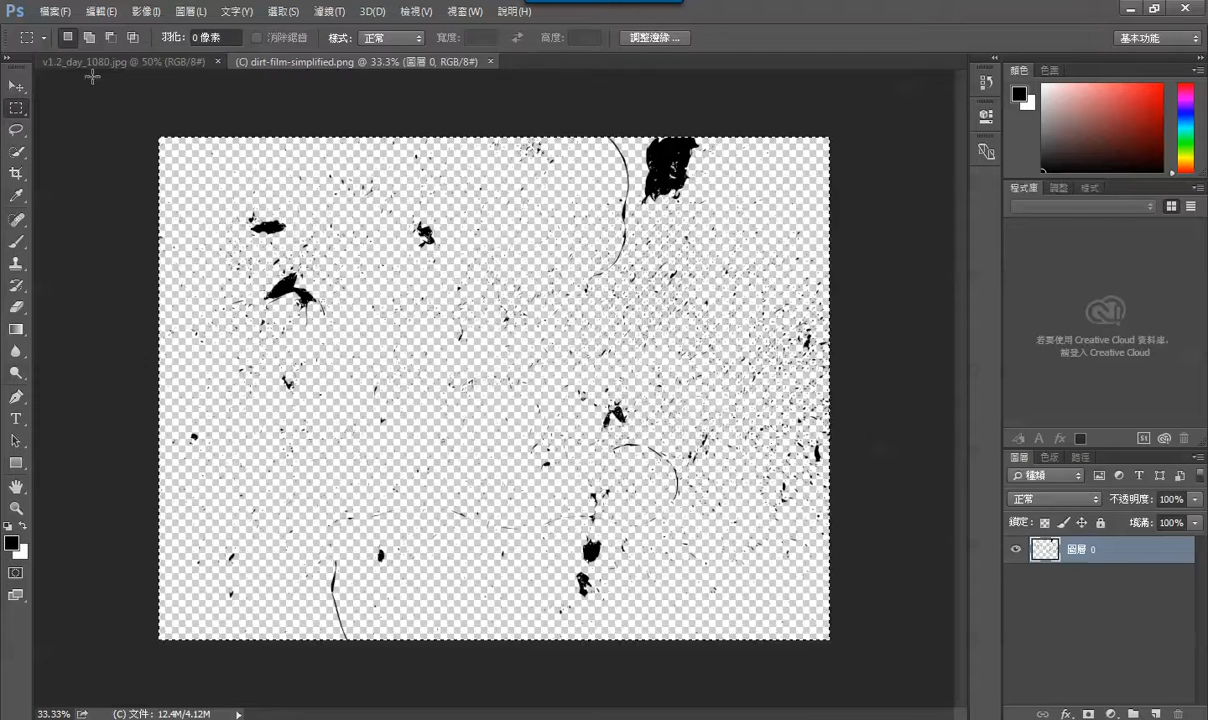 Ps 檔案(F) 編輯(E) 影像(I) 圖層(L) 文字(Y) 選取(S) 濾鏡(T) 3D(D) 檢視(V) 視窗(W) 說明(H)
羽化: 0 像素 消除鋸齒 樣式: 正常 寬度: 高度: 調整邊緣 ... 基本功能
v1.2_day_1080.jpg @ 50% (RGB/8#) × (C) dirt-film-simplified.png @ 33.3% (圖層 0, RGB/8#) ×
顏色 色票
程式庫 調整 樣式
若要使用 Creative Cloud 資料庫，
請登入 Creative Cloud
圖層 色版 路徑
種類
正常 不透明度: 100%
鎖定: 填滿: 100%
圖層 0
33.33% (C) 文件: 12.4M/4.12M